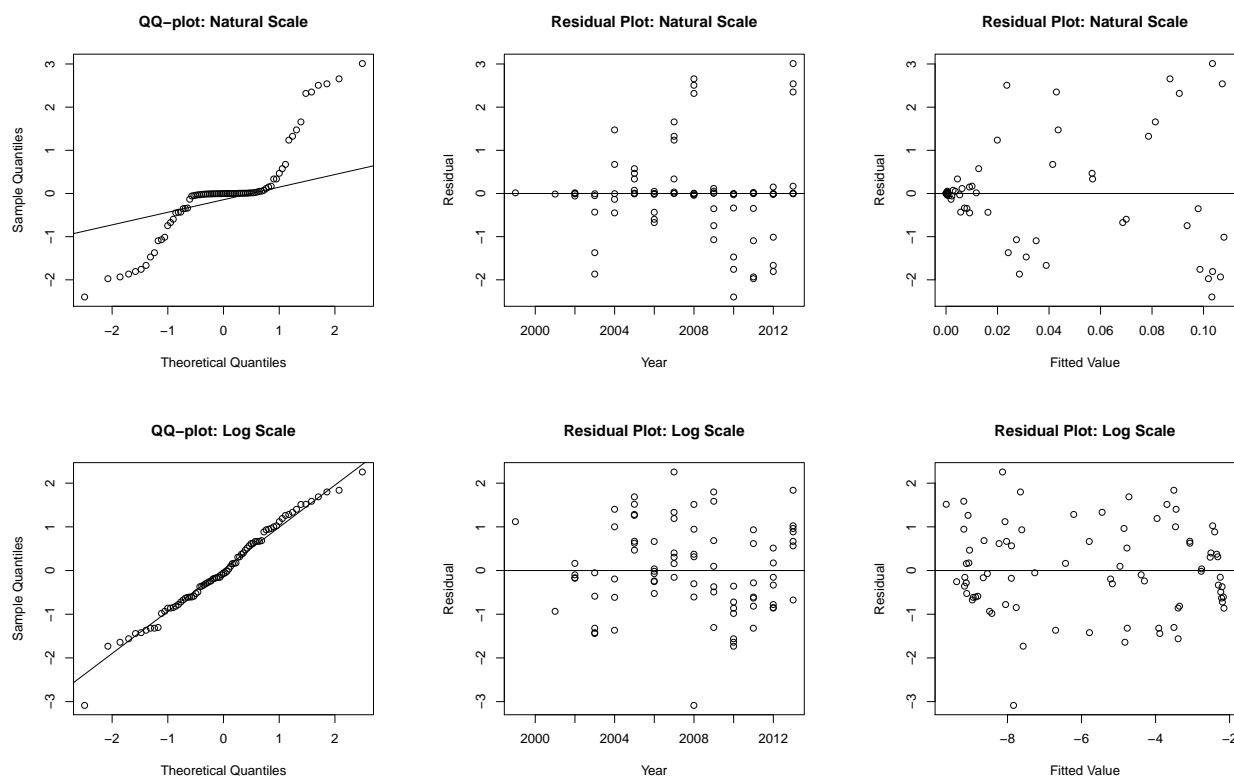 QQ−plot: Natural Scale
Sample Quantiles
3
2
1
0
−1
−2
−2 −1 0 1 2
Theoretical Quantiles
Residual Plot: Natural Scale
Residual
3
2
1
0
−1
−2
2000 2004 2008 2012
Year
Residual Plot: Natural Scale
Residual
3
2
1
0
−1
−2
0.00 0.02 0.04 0.06 0.08 0.10
Fitted Value
QQ−plot: Log Scale
Sample Quantiles
2
1
0
−1
−2
−3
−2 −1 0 1 2
Theoretical Quantiles
Residual Plot: Log Scale
Residual
2
1
0
−1
−2
−3
2000 2004 2008 2012
Year
Residual Plot: Log Scale
Residual
2
1
0
−1
−2
−3
−8 −6 −4 −2
Fitted Value